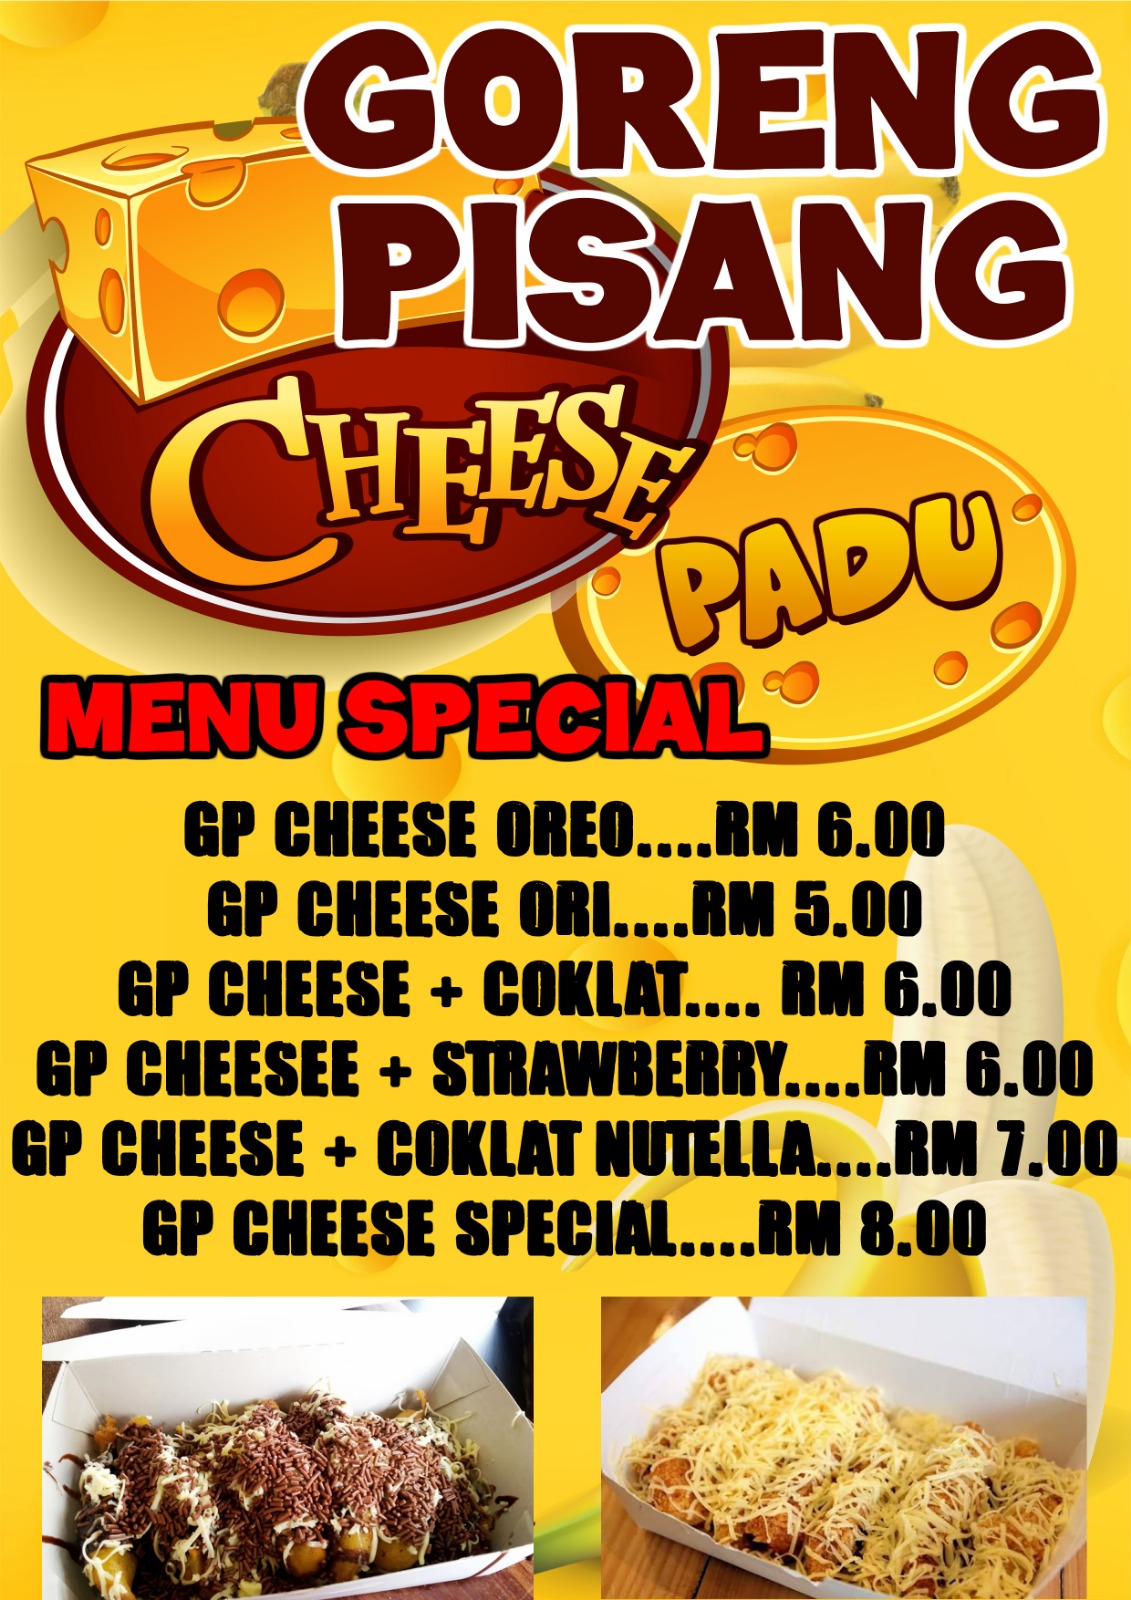 GORENG
PISANG
CHEESE
PADU
MENU SPECIAL
GP CHEESE OREO....RM 6.00
GP CHEESE ORI....RM 5.00
GP CHEESE + COKLAT.... RM 6.00
GP CHEESEE + STRAWBERRY....RM 6.00
GP CHEESE + COKLAT NUTELLA....RM 7.00
GP CHEESE SPECIAL....RM 8.00